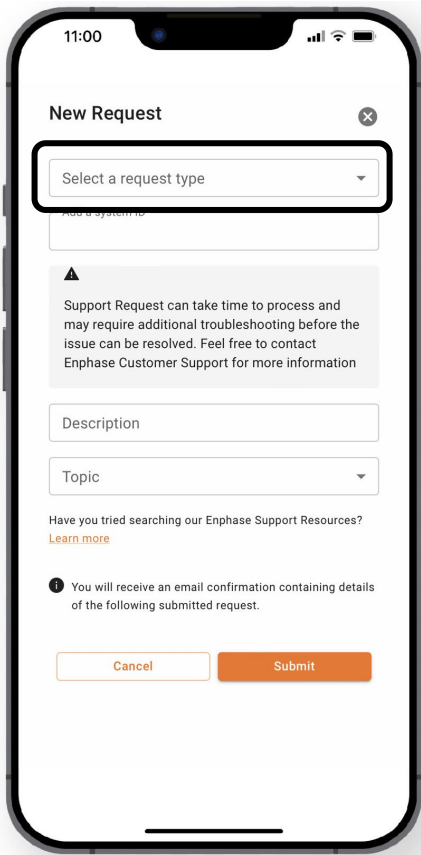 11:00
New Request
Select a request type
Add a system ID
Support Request can take time to process and
may require additional troubleshooting before the
issue can be resolved. Feel free to contact
Enphase Customer Support for more information
Description
Topic
Have you tried searching our Enphase Support Resources?
Learn more
You will receive an email confirmation containing details
of the following submitted request.
Cancel
Submit